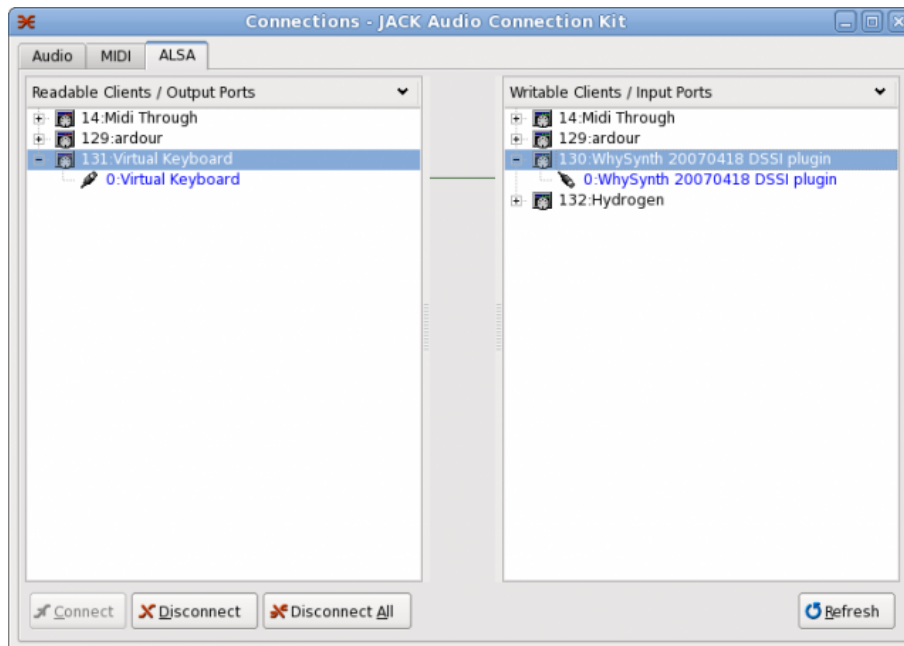 Connections - JACK Audio Connection Kit
Audio MIDI ALSA
Readable Clients / Output Ports
14:Midi Through
129:ardour
131:Virtual Keyboard
0:Virtual Keyboard
Writable Clients / Input Ports
14:Midi Through
129:ardour
130:WhySynth 20070418 DSSI plugin
0:WhySynth 20070418 DSSI plugin
132:Hydrogen
Connect Disconnect Disconnect All Refresh